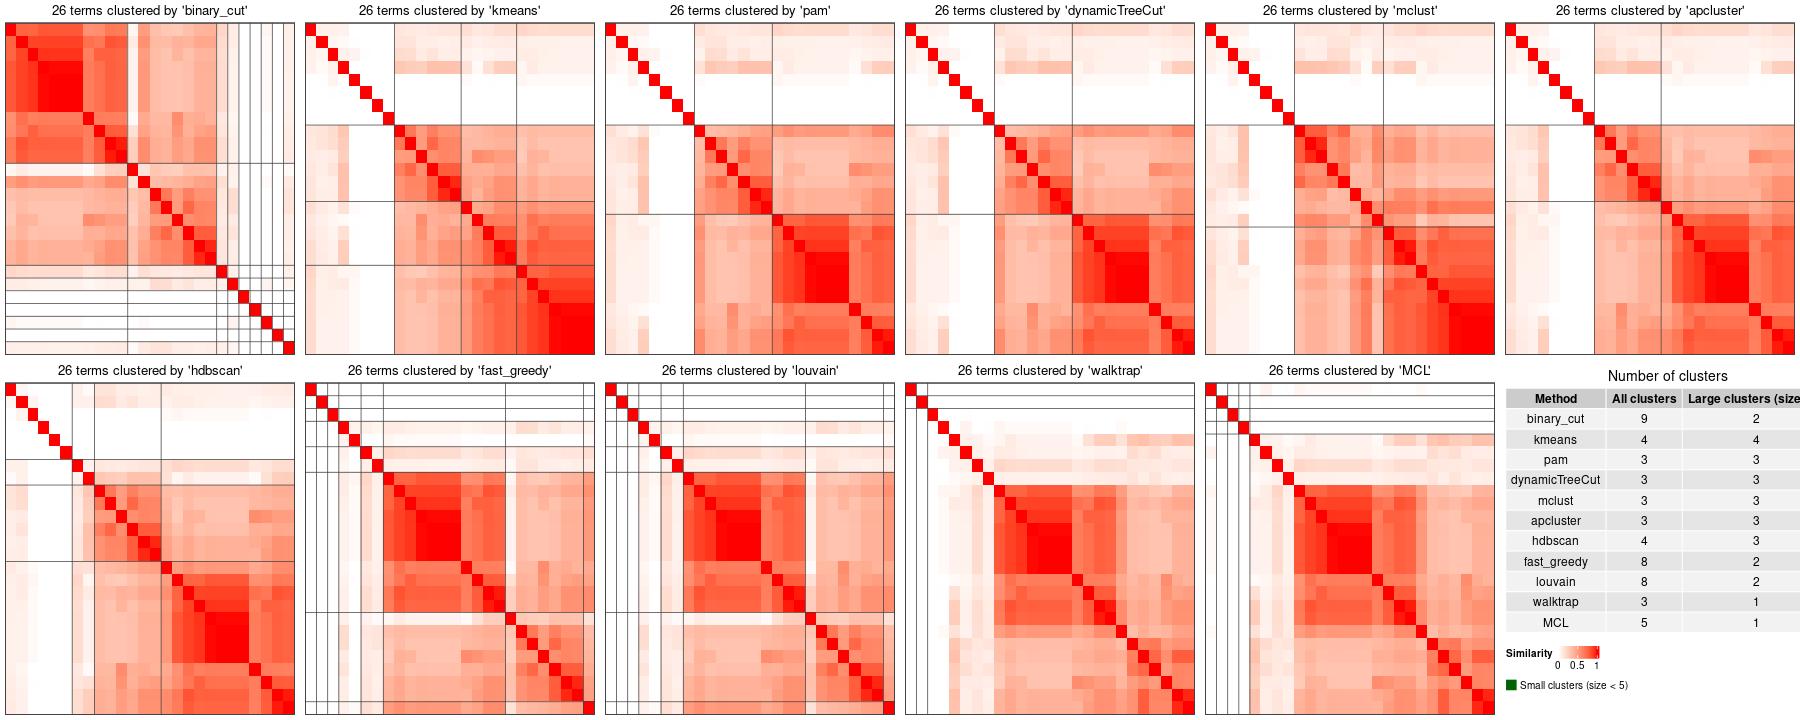 26 terms clustered by 'binary_cut'
26 terms clustered by 'kmeans'
26 terms clustered by 'pam'
26 terms clustered by 'dynamicTreeCut'
26 terms clustered by 'mclust'
26 terms clustered by 'apcluster'
26 terms clustered by 'hdbscan'
26 terms clustered by 'fast_greedy'
26 terms clustered by 'louvain'
26 terms clustered by 'walktrap'
26 terms clustered by 'MCL'
Number of clusters
Method All clusters Large clusters (size
binary_cut 9 2
kmeans 4 4
pam 3 3
dynamicTreeCut 3 3
mclust 3 3
apcluster 3 3
hdbscan 4 3
fast_greedy 8 2
louvain 8 2
walktrap 3 1
MCL 5 1
Similarity
0 0.5 1
Small clusters (size < 5)